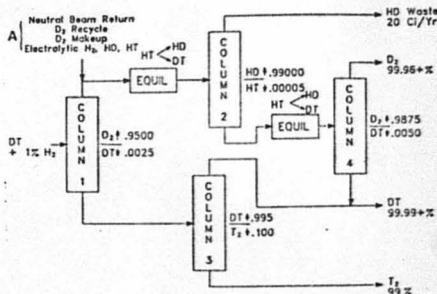 A
Neutral Beam Return
D₂ Recycle
D₂ Makeup
Electrolytic H₂, HD, HT
HT HD
DT
EQUIL
COLUMN
2
HD↟.99000
HT↟.00005
HD Waste
20 Ci/Yr
D₂
99.96+%
HT HD
DT
EQUIL
COLUMN
4
D₂↟.9875
DT↟.0050
DT
+ 1% H₂
COLUMN
1
D₂↟.9500
DT↟.0025
COLUMN
3
DT↟.995
T₂↟.100
DT
99.99+%
T₂
99%